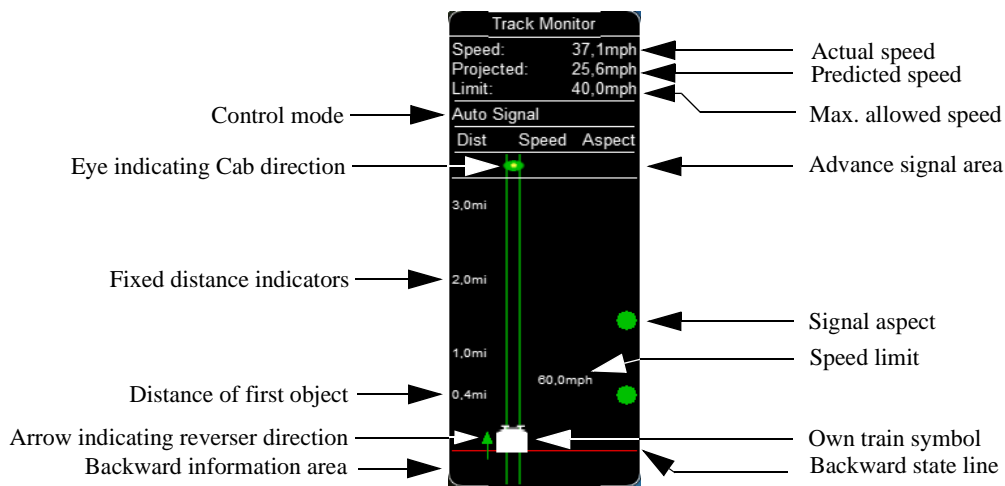 Track Monitor
Speed: 37,1mph Actual speed
Projected: 25,6mph Predicted speed
Limit: 40,0mph Max. allowed speed
Control mode Auto Signal
Dist Speed Aspect
Eye indicating Cab direction Advance signal area
3,0mi
Fixed distance indicators 2,0mi
Signal aspect
1,0mi Speed limit
60,0mph
Distance of first object 0,4mi
Arrow indicating reverser direction Own train symbol
Backward information area Backward state line